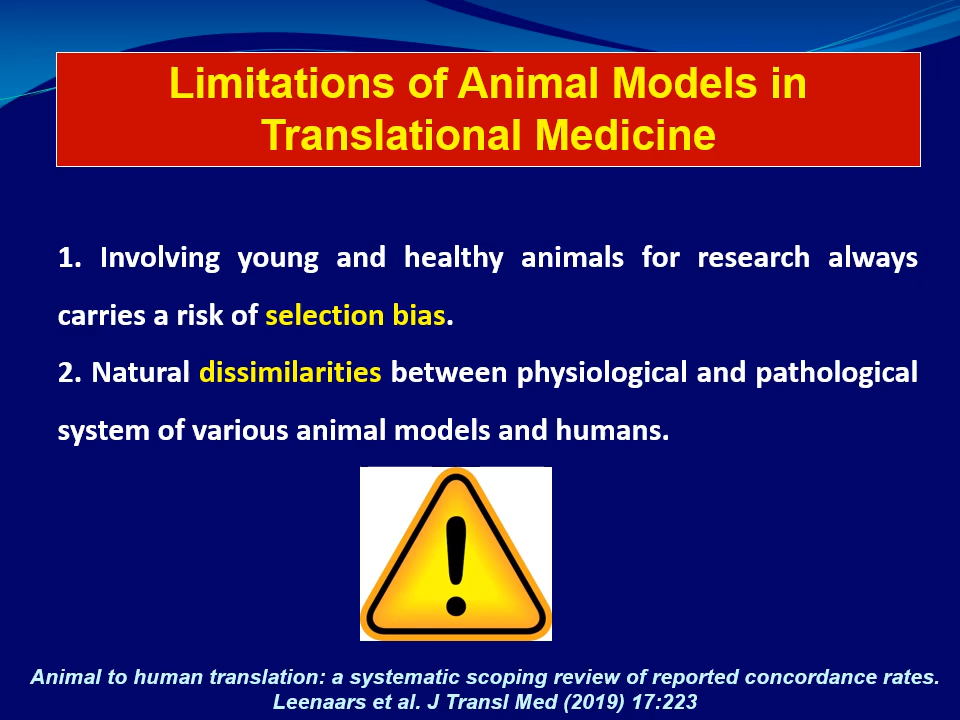 Limitations of Animal Models in
Translational Medicine
1. Involving young and healthy animals for research always
carries a risk of selection bias.
2. Natural dissimilarities between physiological and pathological
system of various animal models and humans.
Animal to human translation: a systematic scoping review of reported concordance rates.
Leenaars et al. J Transl Med (2019) 17:223